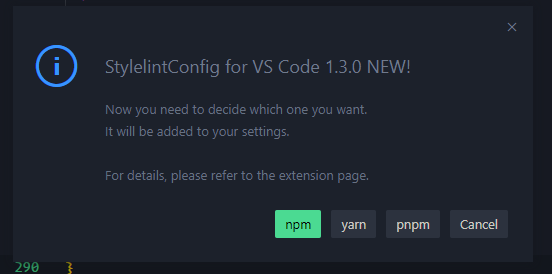 StylelintConfig for VS Code 1.3.0 NEW!
Now you need to decide which one you want.
It will be added to your settings.
For details, please refer to the extension page.
npm yarn pnpm Cancel
290 }